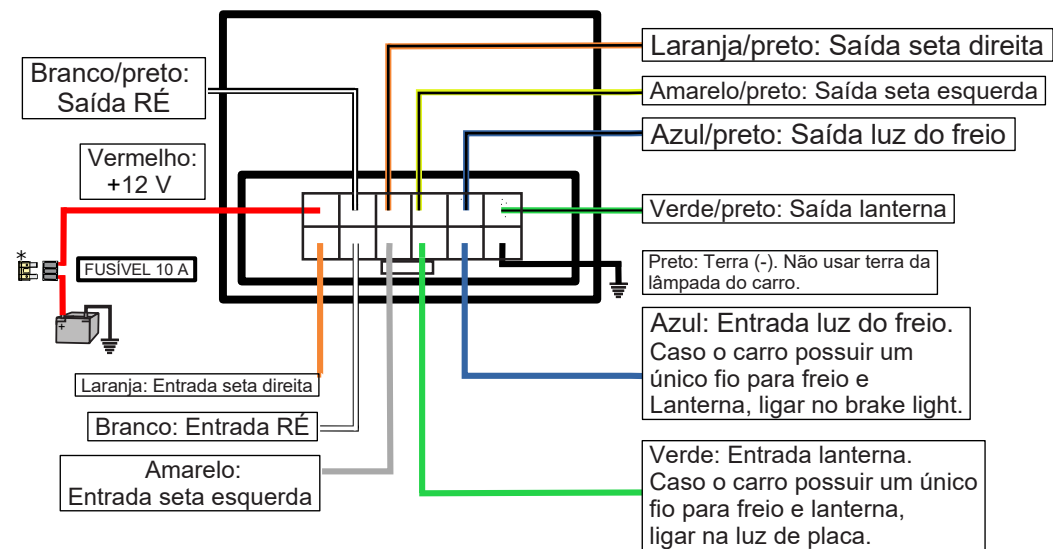 Branco/preto:
Saída RÉ
Vermelho:
+12 V
*
FUSÍVEL 10 A
+
Laranja: Entrada seta direita
Branco: Entrada RÉ
Amarelo:
Entrada seta esquerda
Laranja/preto: Saída seta direita
Amarelo/preto: Saída seta esquerda
Azul/preto: Saída luz do freio
Verde/preto: Saída lanterna
Preto: Terra (-). Não usar terra da
lâmpada do carro.
Azul: Entrada luz do freio.
Caso o carro possuir um
único fio para freio e
Lanterna, ligar no brake light.
Verde: Entrada lanterna.
Caso o carro possuir um único
fio para freio e lanterna,
ligar na luz de placa.